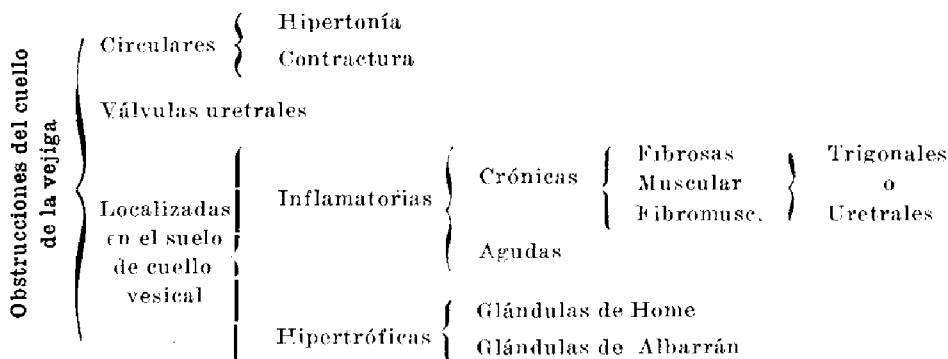 Obstrucciones del cuello
de la vejiga
Circulares
Hipertonía
Contractura
Válvulas uretrales
Localizadas
en el suelo
de cuello
vesical
Inflamatorias
Crónicas
Fibrosas
Muscular
Fibromusc.
Trigonales
o
Uretrales
Agudas
Hipertróficas
Glándulas de Home
Glándulas de Albarrán